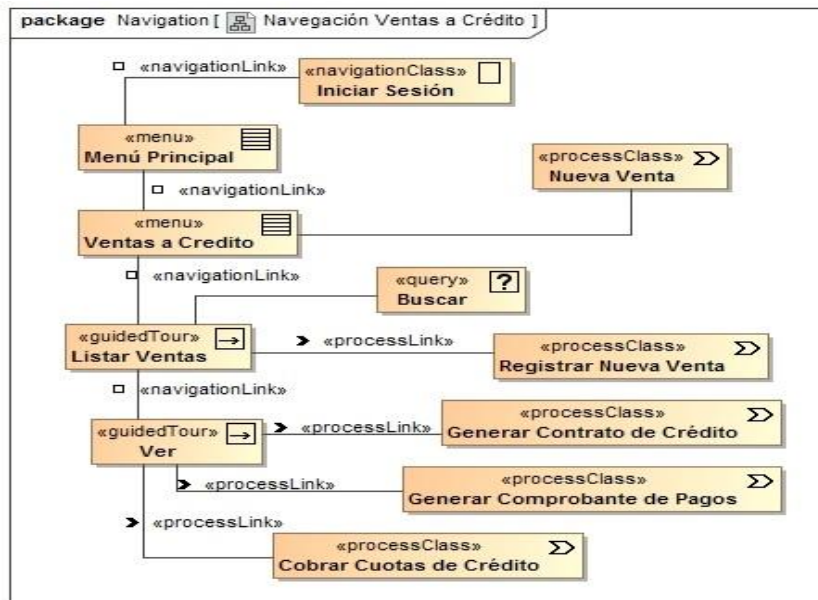 package Navigation [ Navegación Ventas a Crédito ]
«navigationLink»
«navigationClass»
Iniciar Sesión
«menu»
Menú Principal
«processClass»
Nueva Venta
«navigationLink»
«menu»
Ventas a Credito
«navigationLink»
«query»
?
Buscar
«guidedTour»
Listar Ventas
«processLink»
«processClass»
Registrar Nueva Venta
«navigationLink»
«guidedTour»
Ver
«processLink»
«processClass»
Generar Contrato de Crédito
«processLink»
«processClass»
Generar Comprobante de Pagos
«processLink»
«processClass»
Cobrar Cuotas de Crédito